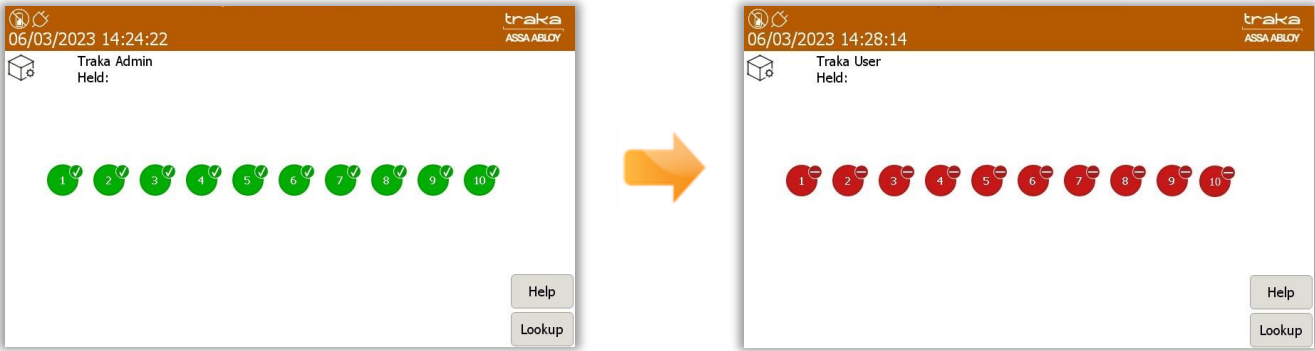 traka
06/03/2023 14:24:22
ASSA ABLOY
Traka Admin
Held:
1 2 3 4 5 6 7 8 9 10
Help
Lookup
traka
06/03/2023 14:28:14
ASSA ABLOY
Traka User
Held:
1 2 3 4 5 6 7 8 9 10
Help
Lookup